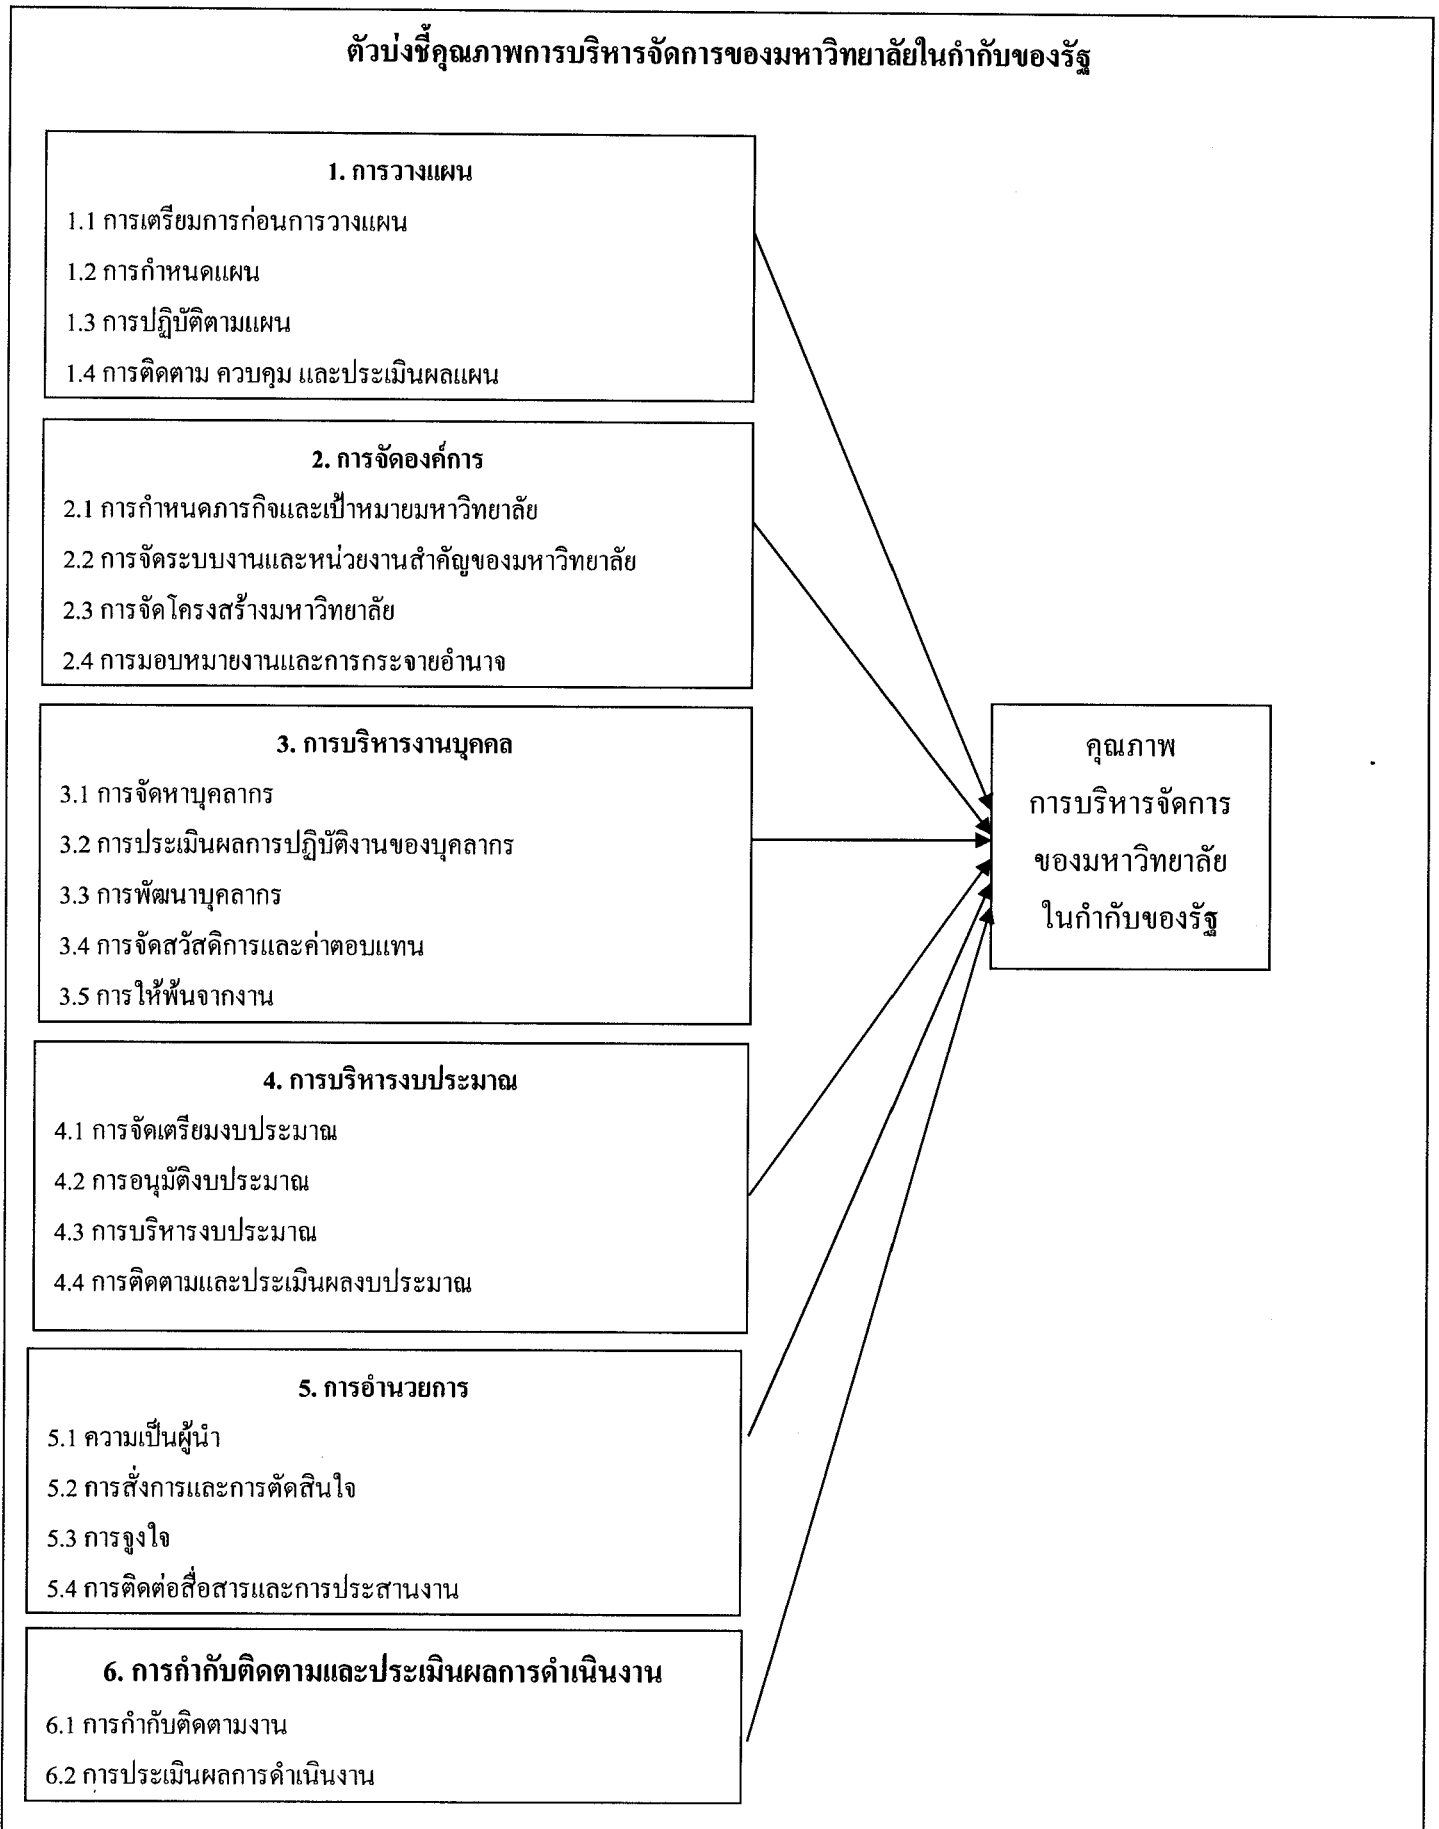 ตัวบ่งชี้คุณภาพการบริหารจัดการของมหาวิทยาลัยในกำกับของรัฐ
1. การวางแผน
1.1 การเตรียมการก่อนการวางแผน
1.2 การกำหนดแผน
1.3 การปฏิบัติตามแผน
1.4 การติดตาม ควบคุม และประเมินผลแผน
2. การจัดองค์การ
2.1 การกำหนดภารกิจและเป้าหมายมหาวิทยาลัย
2.2 การจัดระบบงานและหน่วยงานสำคัญของมหาวิทยาลัย
2.3 การจัดโครงสร้างมหาวิทยาลัย
2.4 การมอบหมายงานและการกระจายอำนาจ
3. การบริหารงานบุคคล
3.1 การจัดหาบุคลากร
3.2 การประเมินผลการปฏิบัติงานของบุคลากร
3.3 การพัฒนาบุคลากร
3.4 การจัดสวัสดิการและค่าตอบแทน
3.5 การให้พ้นจากงาน
4. การบริหารงบประมาณ
4.1 การจัดเตรียมงบประมาณ
4.2 การอนุมัติงบประมาณ
4.3 การบริหารงบประมาณ
4.4 การติดตามและประเมินผลงบประมาณ
5. การอำนวยการ
5.1 ความเป็นผู้นำ
5.2 การสั่งการและการตัดสินใจ
5.3 การจูงใจ
5.4 การติดต่อสื่อสารและการประสานงาน
6. การกำกับติดตามและประเมินผลการดำเนินงาน
6.1 การกำกับติดตามงาน
6.2 การประเมินผลการดำเนินงาน
คุณภาพ
การบริหารจัดการ
ของมหาวิทยาลัย
ในกำกับของรัฐ